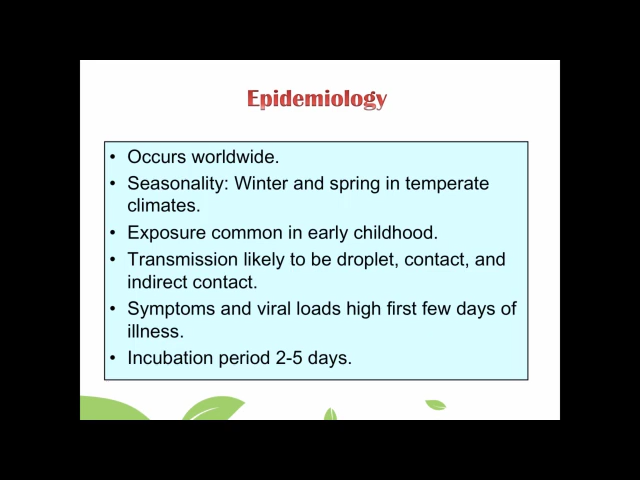 Epidemiology
• Occurs worldwide.
• Seasonality: Winter and spring in temperate
climates.
• Exposure common in early childhood.
• Transmission likely to be droplet, contact, and
indirect contact.
• Symptoms and viral loads high first few days of
illness.
• Incubation period 2-5 days.